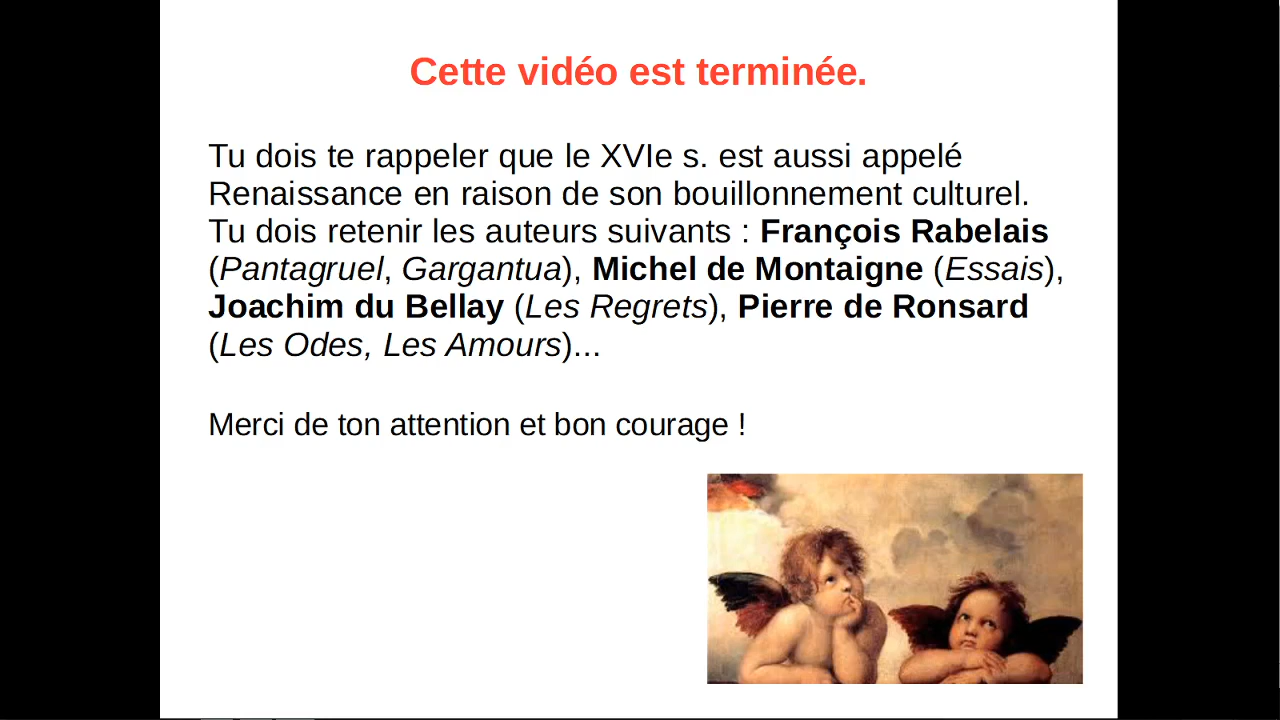 Cette vidéo est terminée.
Tu dois te rappeler que le XVIe s. est aussi appelé
Renaissance en raison de son bouillonnement culturel.
Tu dois retenir les auteurs suivants : François Rabelais
(Pantagruel, Gargantua), Michel de Montaigne (Essais),
Joachim du Bellay (Les Regrets), Pierre de Ronsard
(Les Odes, Les Amours)...
Merci de ton attention et bon courage !